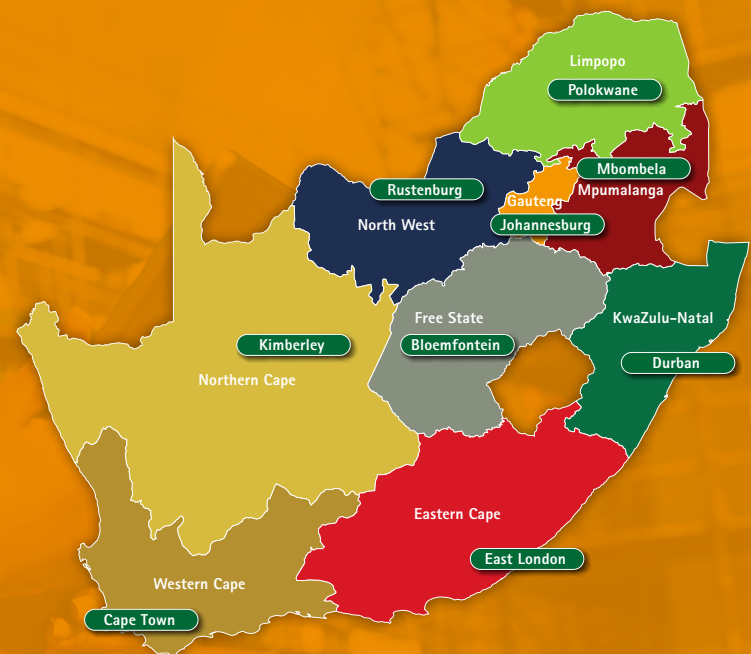 Limpopo
Polokwane
Mbombela
Mpumalanga
Rustenburg
Gauteng
North West
Johannesburg
Free State
KwaZulu-Natal
Kimberley
Bloemfontein
Durban
Northern Cape
Eastern Cape
East London
Western Cape
Cape Town